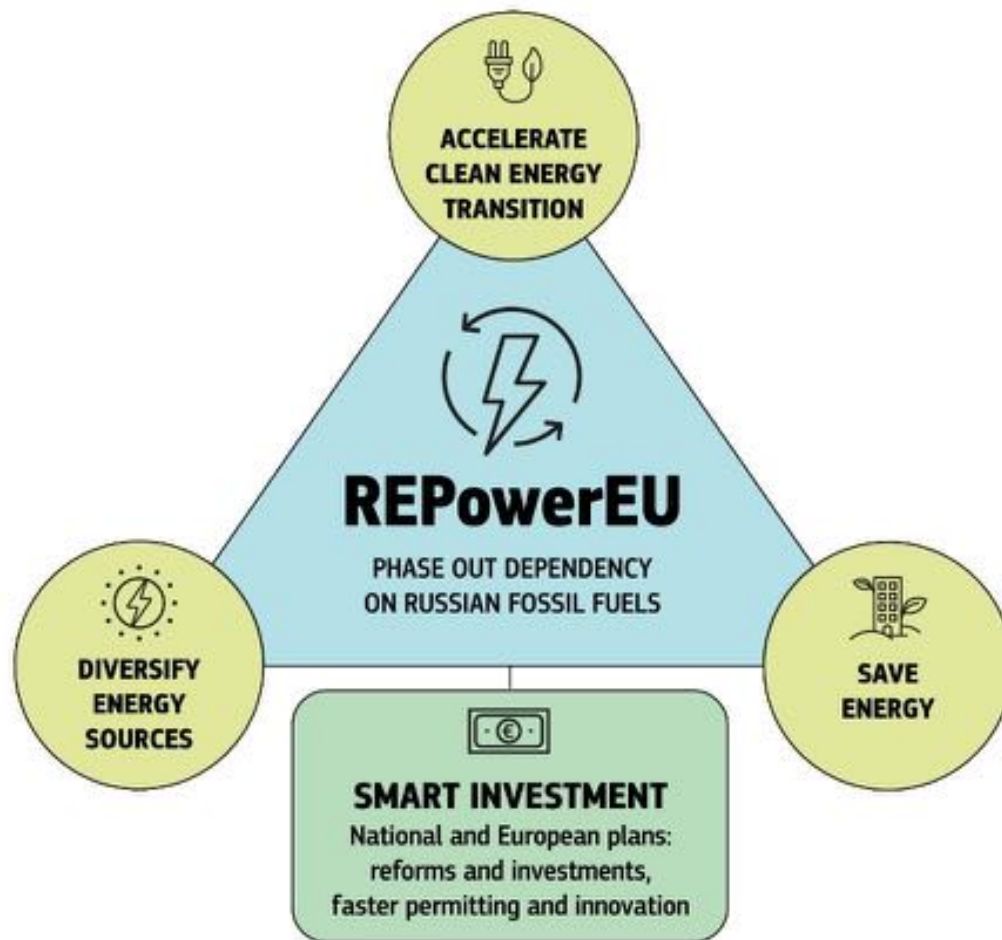 ACCELERATE
CLEAN ENERGY
TRANSITION
REPowerEU
PHASE OUT DEPENDENCY
ON RUSSIAN FOSSIL FUELS
DIVERSIFY
ENERGY
SOURCES
SAVE
ENERGY
€
SMART INVESTMENT
National and European plans:
reforms and investments,
faster permitting and innovation